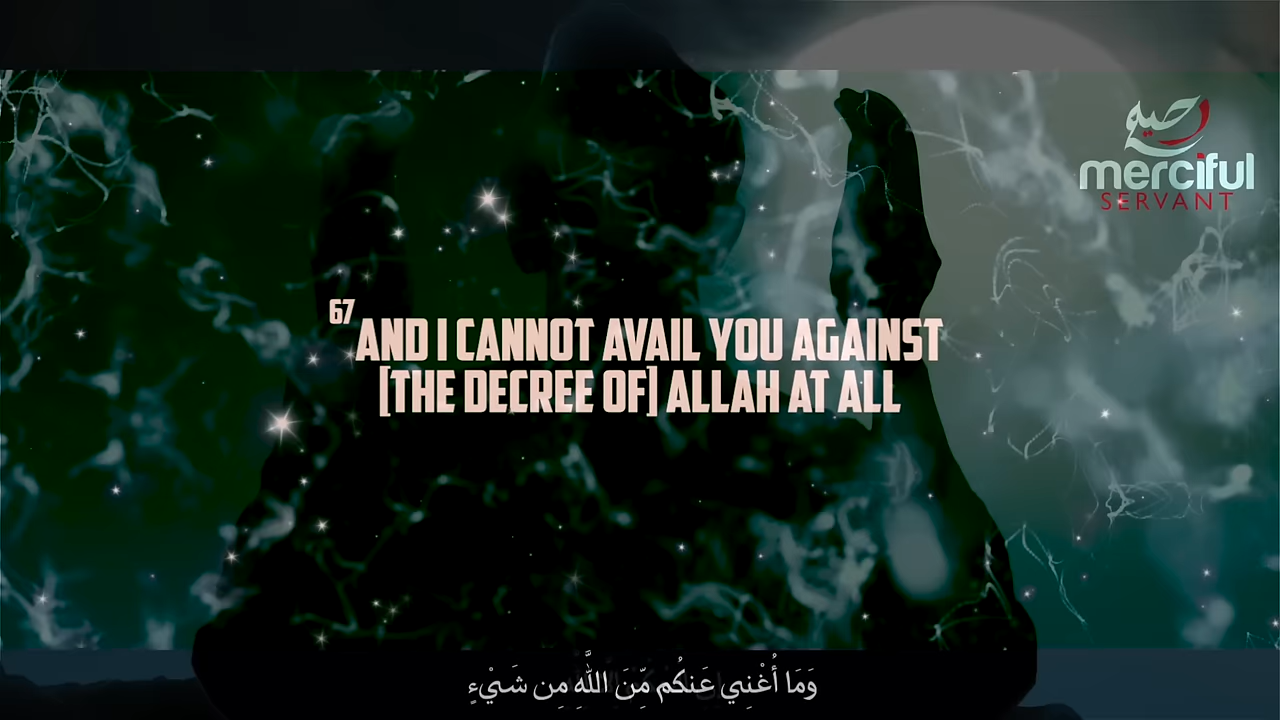 رحيم
merciful
SERVANT
67 AND I CANNOT AVAIL YOU AGAINST
[THE DECREE OF] ALLAH AT ALL
وَمَا أُغْنِي عَنكُم مِّنَ اللَّهِ مِن شَيْءٍ